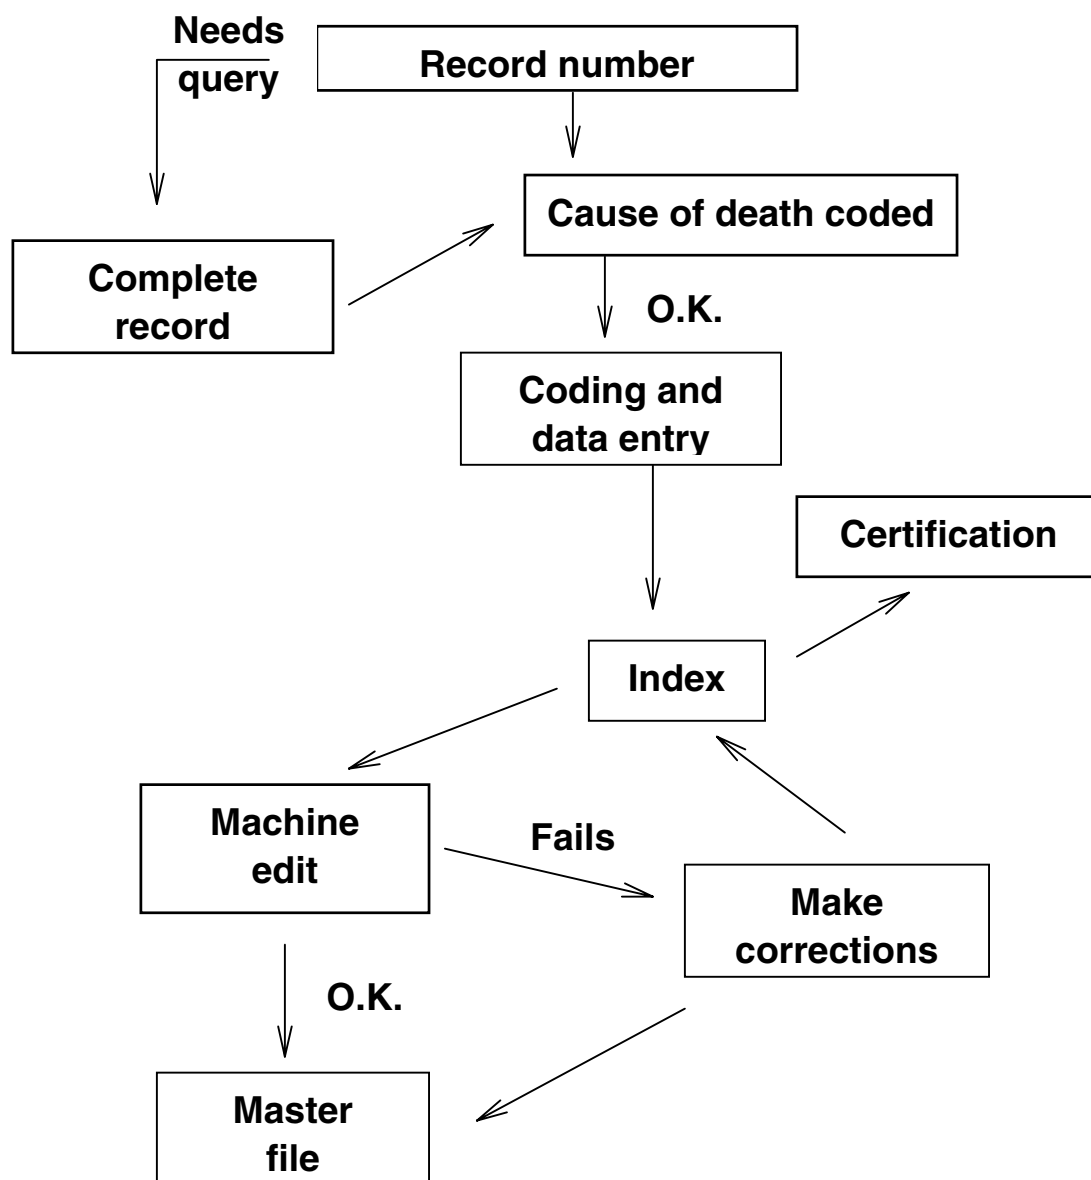 Needs
query
Record number
Cause of death coded
Complete
record
O.K.
Coding and
data entry
Certification
Index
Machine
edit
Fails
Make
corrections
O.K.
Master
file